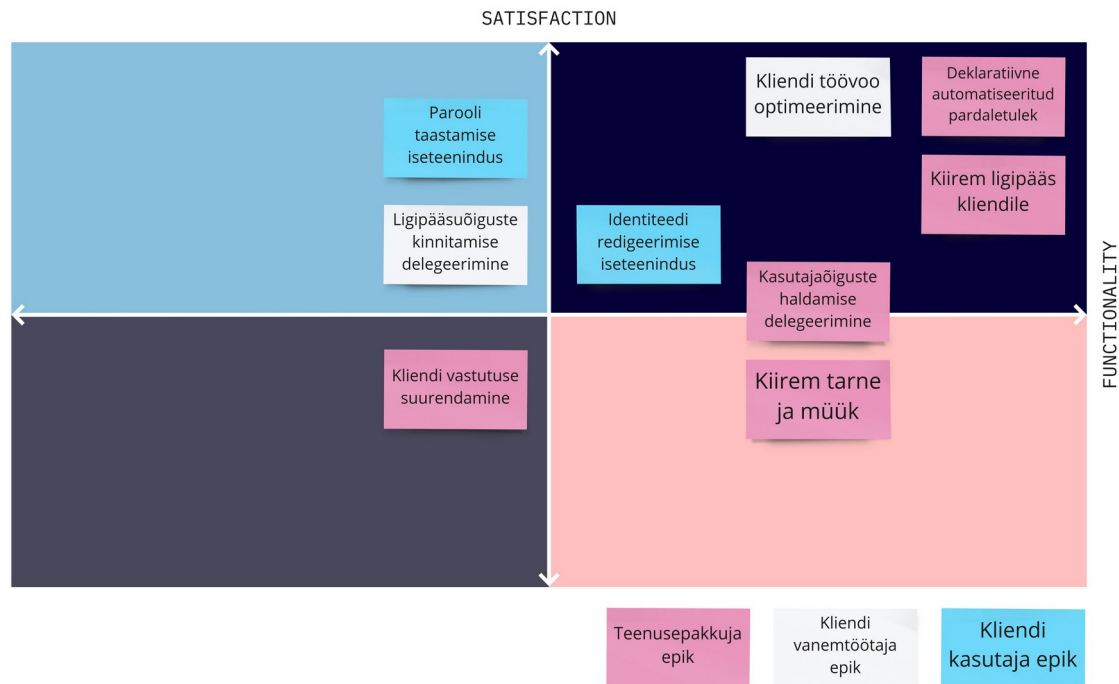 SATISFACTION
Kliendi töövoo
optimeerimine
Deklaratiivne
automatiseeritud
pardaletulek
Parooli
taastamise
iseteenindus
Kiirem ligipääs
kliendile
Ligipääsuõiguste
kinnitamise
delegeerimine
Identiteedi
redigeerimise
iseteenindus
Kasutajaõiguste
haldamise
delegeerimine
FUNCTIONALITY
Kliendi vastutuse
suurendamine
Kiirem tarne
ja müük
Teenusepakkuja
epik
Kliendi
vanemtöötaja
epik
Kliendi
kasutaja epik